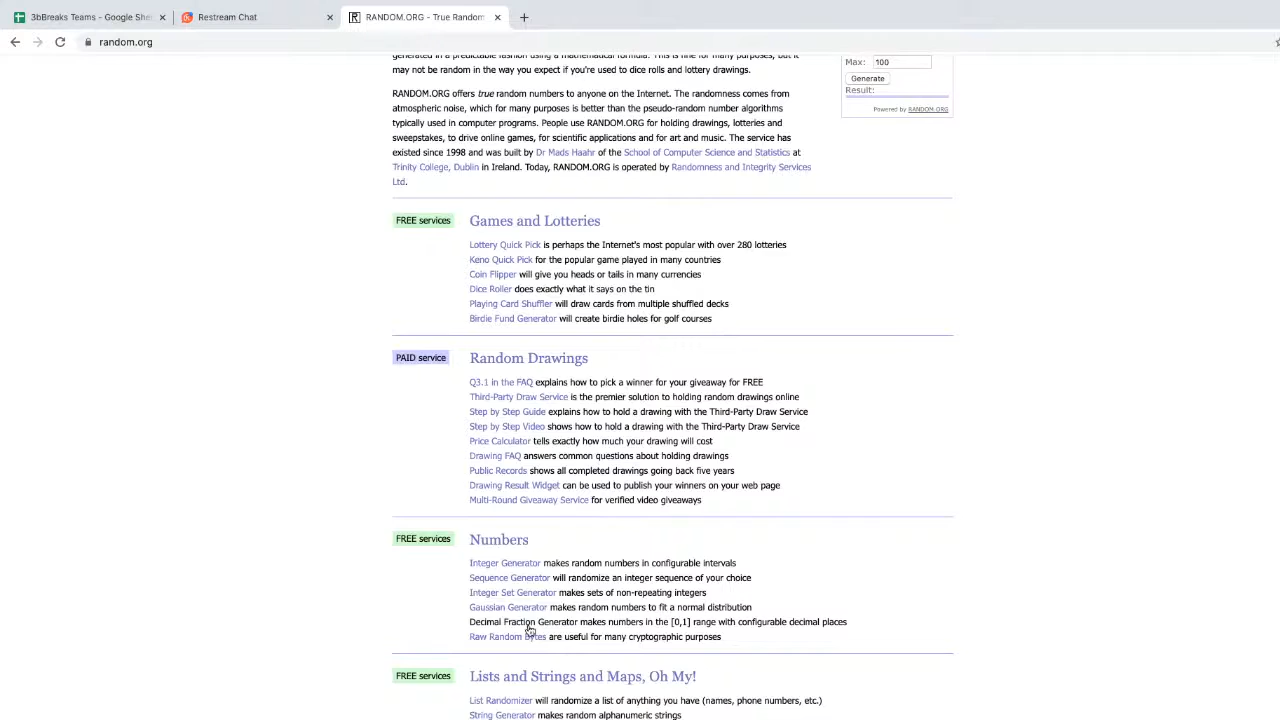 3bBreaks Teams - Google She
Restream Chat
RANDOM.ORG - True Random
random.org
generated in a predictable fashion using a mathematical formula. This is fine for many purposes, but it
may not be random in the way you expect if you're used to dice rolls and lottery drawings.
RANDOM.ORG offers true random numbers to anyone on the Internet. The randomness comes from
atmospheric noise, which for many purposes is better than the pseudo-random number algorithms
typically used in computer programs. People use RANDOM.ORG for holding drawings, lotteries and
sweepstakes, to drive online games, for scientific applications and for art and music. The service has
existed since 1998 and was built by Dr Mads Haahr of the School of Computer Science and Statistics at
Trinity College, Dublin in Ireland. Today, RANDOM.ORG is operated by Randomness and Integrity Services
Ltd.
Max: 100
Generate
Result:
Powered by RANDOM.ORG
FREE services
Games and Lotteries
Lottery Quick Pick is perhaps the Internet's most popular with over 280 lotteries
Keno Quick Pick for the popular game played in many countries
Coin Flipper will give you heads or tails in many currencies
Dice Roller does exactly what it says on the tin
Playing Card Shuffler will draw cards from multiple shuffled decks
Birdie Fund Generator will create birdie holes for golf courses
PAID service
Random Drawings
Q3.1 in the FAQ explains how to pick a winner for your giveaway for FREE
Third-Party Draw Service is the premier solution to holding random drawings online
Step by Step Guide explains how to hold a drawing with the Third-Party Draw Service
Step by Step Video shows how to hold a drawing with the Third-Party Draw Service
Price Calculator tells exactly how much your drawing will cost
Drawing FAQ answers common questions about holding drawings
Public Records shows all completed drawings going back five years
Drawing Result Widget can be used to publish your winners on your web page
Multi-Round Giveaway Service for verified video giveaways
FREE services
Numbers
Integer Generator makes random numbers in configurable intervals
Sequence Generator will randomize an integer sequence of your choice
Integer Set Generator makes sets of non-repeating integers
Gaussian Generator makes random numbers to fit a normal distribution
Decimal Fraction Generator makes numbers in the [0,1] range with configurable decimal places
Raw Random Bytes are useful for many cryptographic purposes
FREE services
Lists and Strings and Maps, Oh My!
List Randomizer will randomize a list of anything you have (names, phone numbers, etc.)
String Generator makes random alphanumeric strings